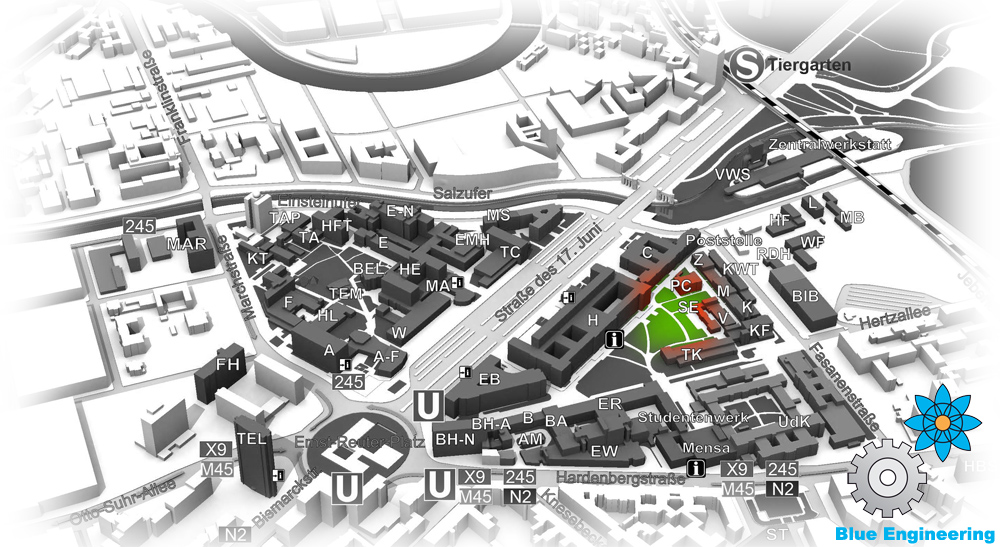 S Tiergarten
Franklinstraße
Zentralwerkstatt
VWS
Salzufer
Einsteinufer
TAP
E-N
MS
L
HF
MB
245
MAR
HFT
TA
E
EMH
TC
C
Poststelle
WF
RDH
KT
Marchstraße
BEL
HE
MA
Straße des 17. Juni
Z
KWT
PC
M
BIB
TEM
F
HL
SE
K
V
KF
Hertzallee
H
i
W
A
A-F
TK
FH
245
EB
Fasanenstraße
U
ER
BH-A
B
BA
Studentenwerk
UdK
TEL
Ernst-Reuter-Platz
BH-N
AM
EW
Mensa
X9
M45
i
X9
245
M45
N2
Hardenbergstraße
X9
245
M45
N2
U
U
Otto-Suhr-Allee
Bismarckstr
N2
ST
HB
Blue Engineering